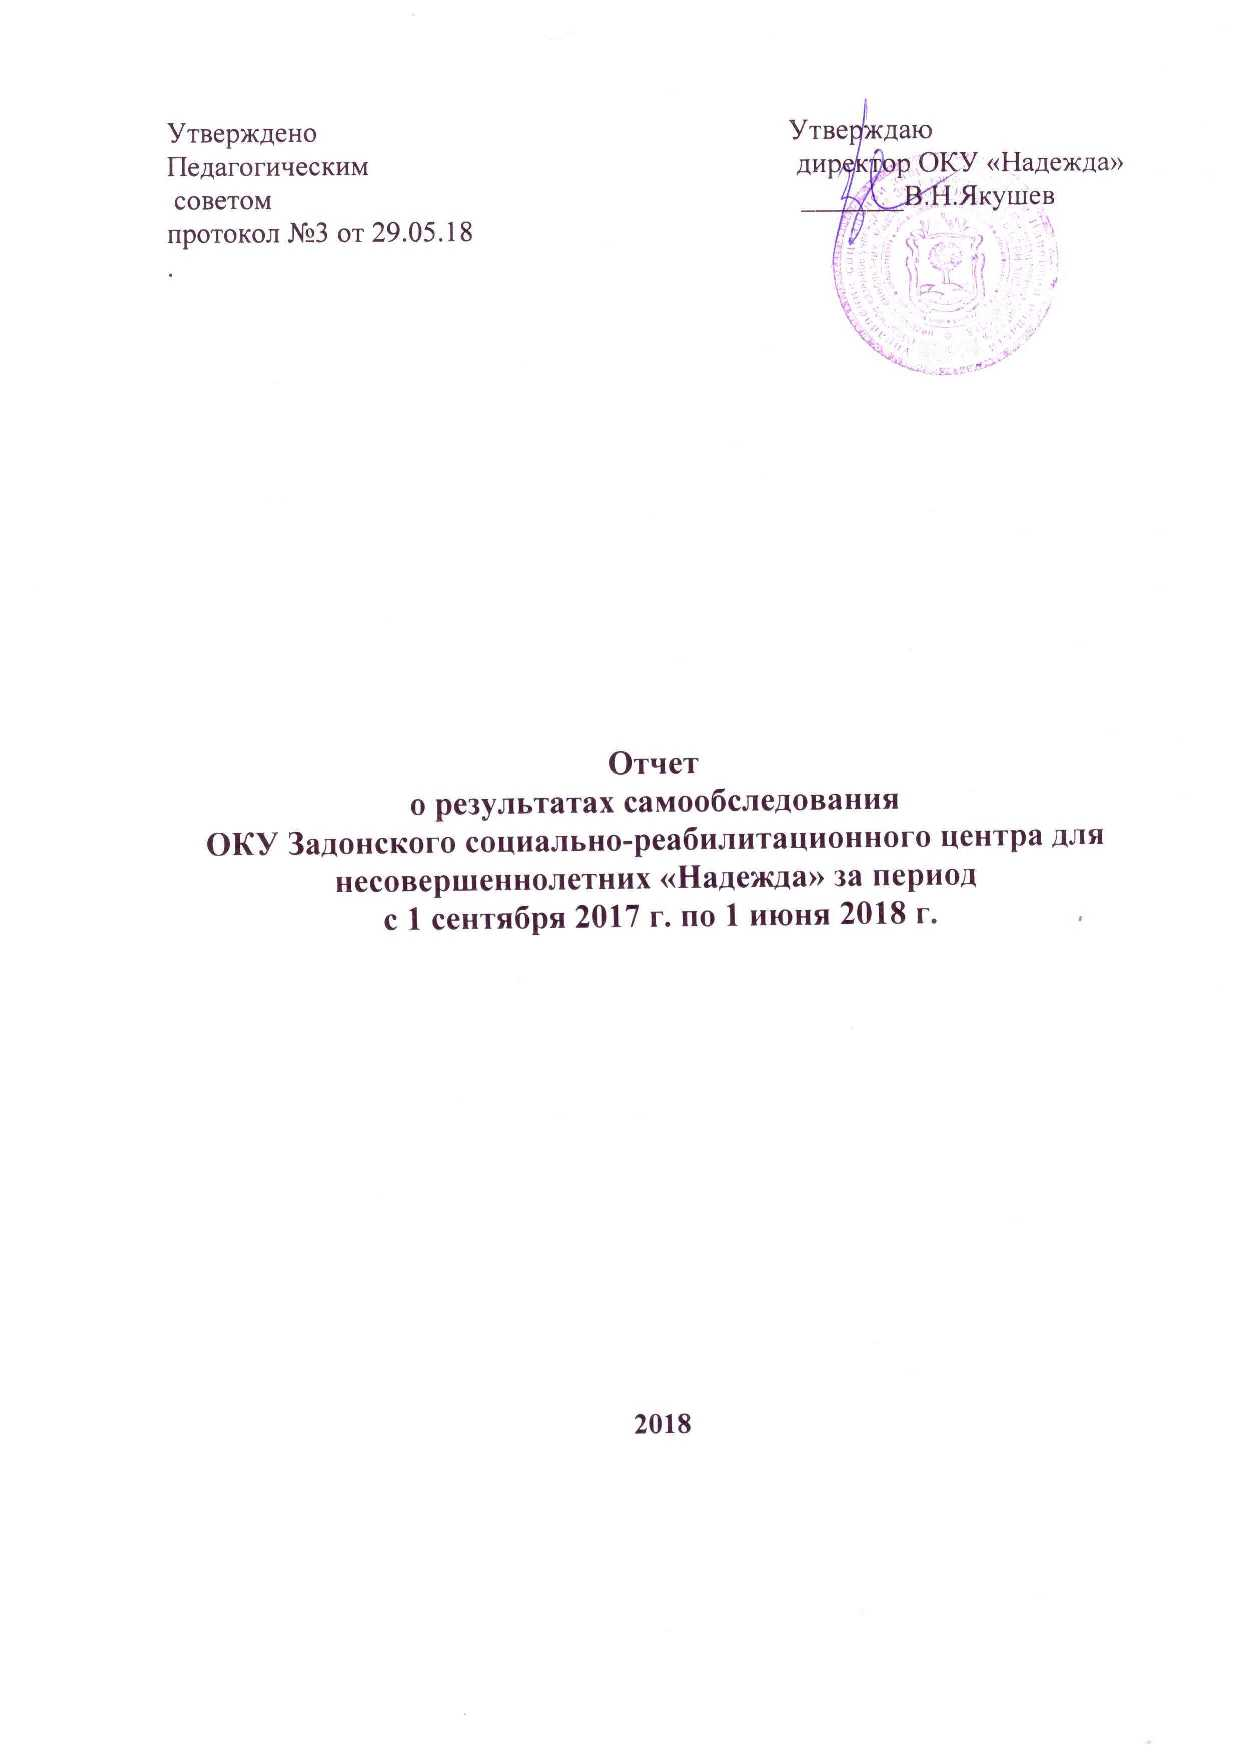 Утверждено
Педагогическим
советом
протокол №3 от 29.05.18
.
Утверждаю
директор ОКУ «Надежда»
________В.Н.Якушев
Отчет
о результатах самообследования
ОКУ Задонского социально-реабилитационного центра для
несовершеннолетних «Надежда» за период
с 1 сентября 2017 г. по 1 июня 2018 г.
2018